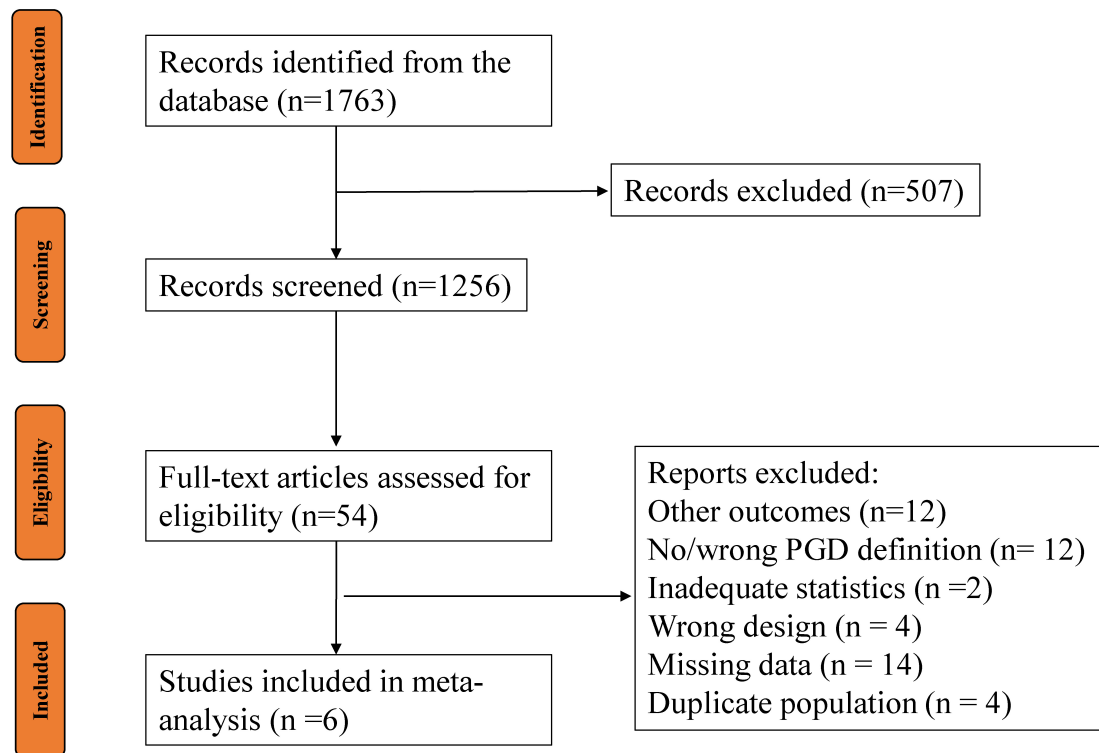 Identification
Records identified from the
database (n=1763)
Records excluded (n=507)
Screening
Records screened (n=1256)
Eligibility
Full-text articles assessed for
eligibility (n=54)
Reports excluded:
Other outcomes (n=12)
No/wrong PGD definition (n= 12)
Inadequate statistics (n =2)
Wrong design (n = 4)
Missing data (n = 14)
Duplicate population (n = 4)
Included
Studies included in meta-
analysis (n =6)